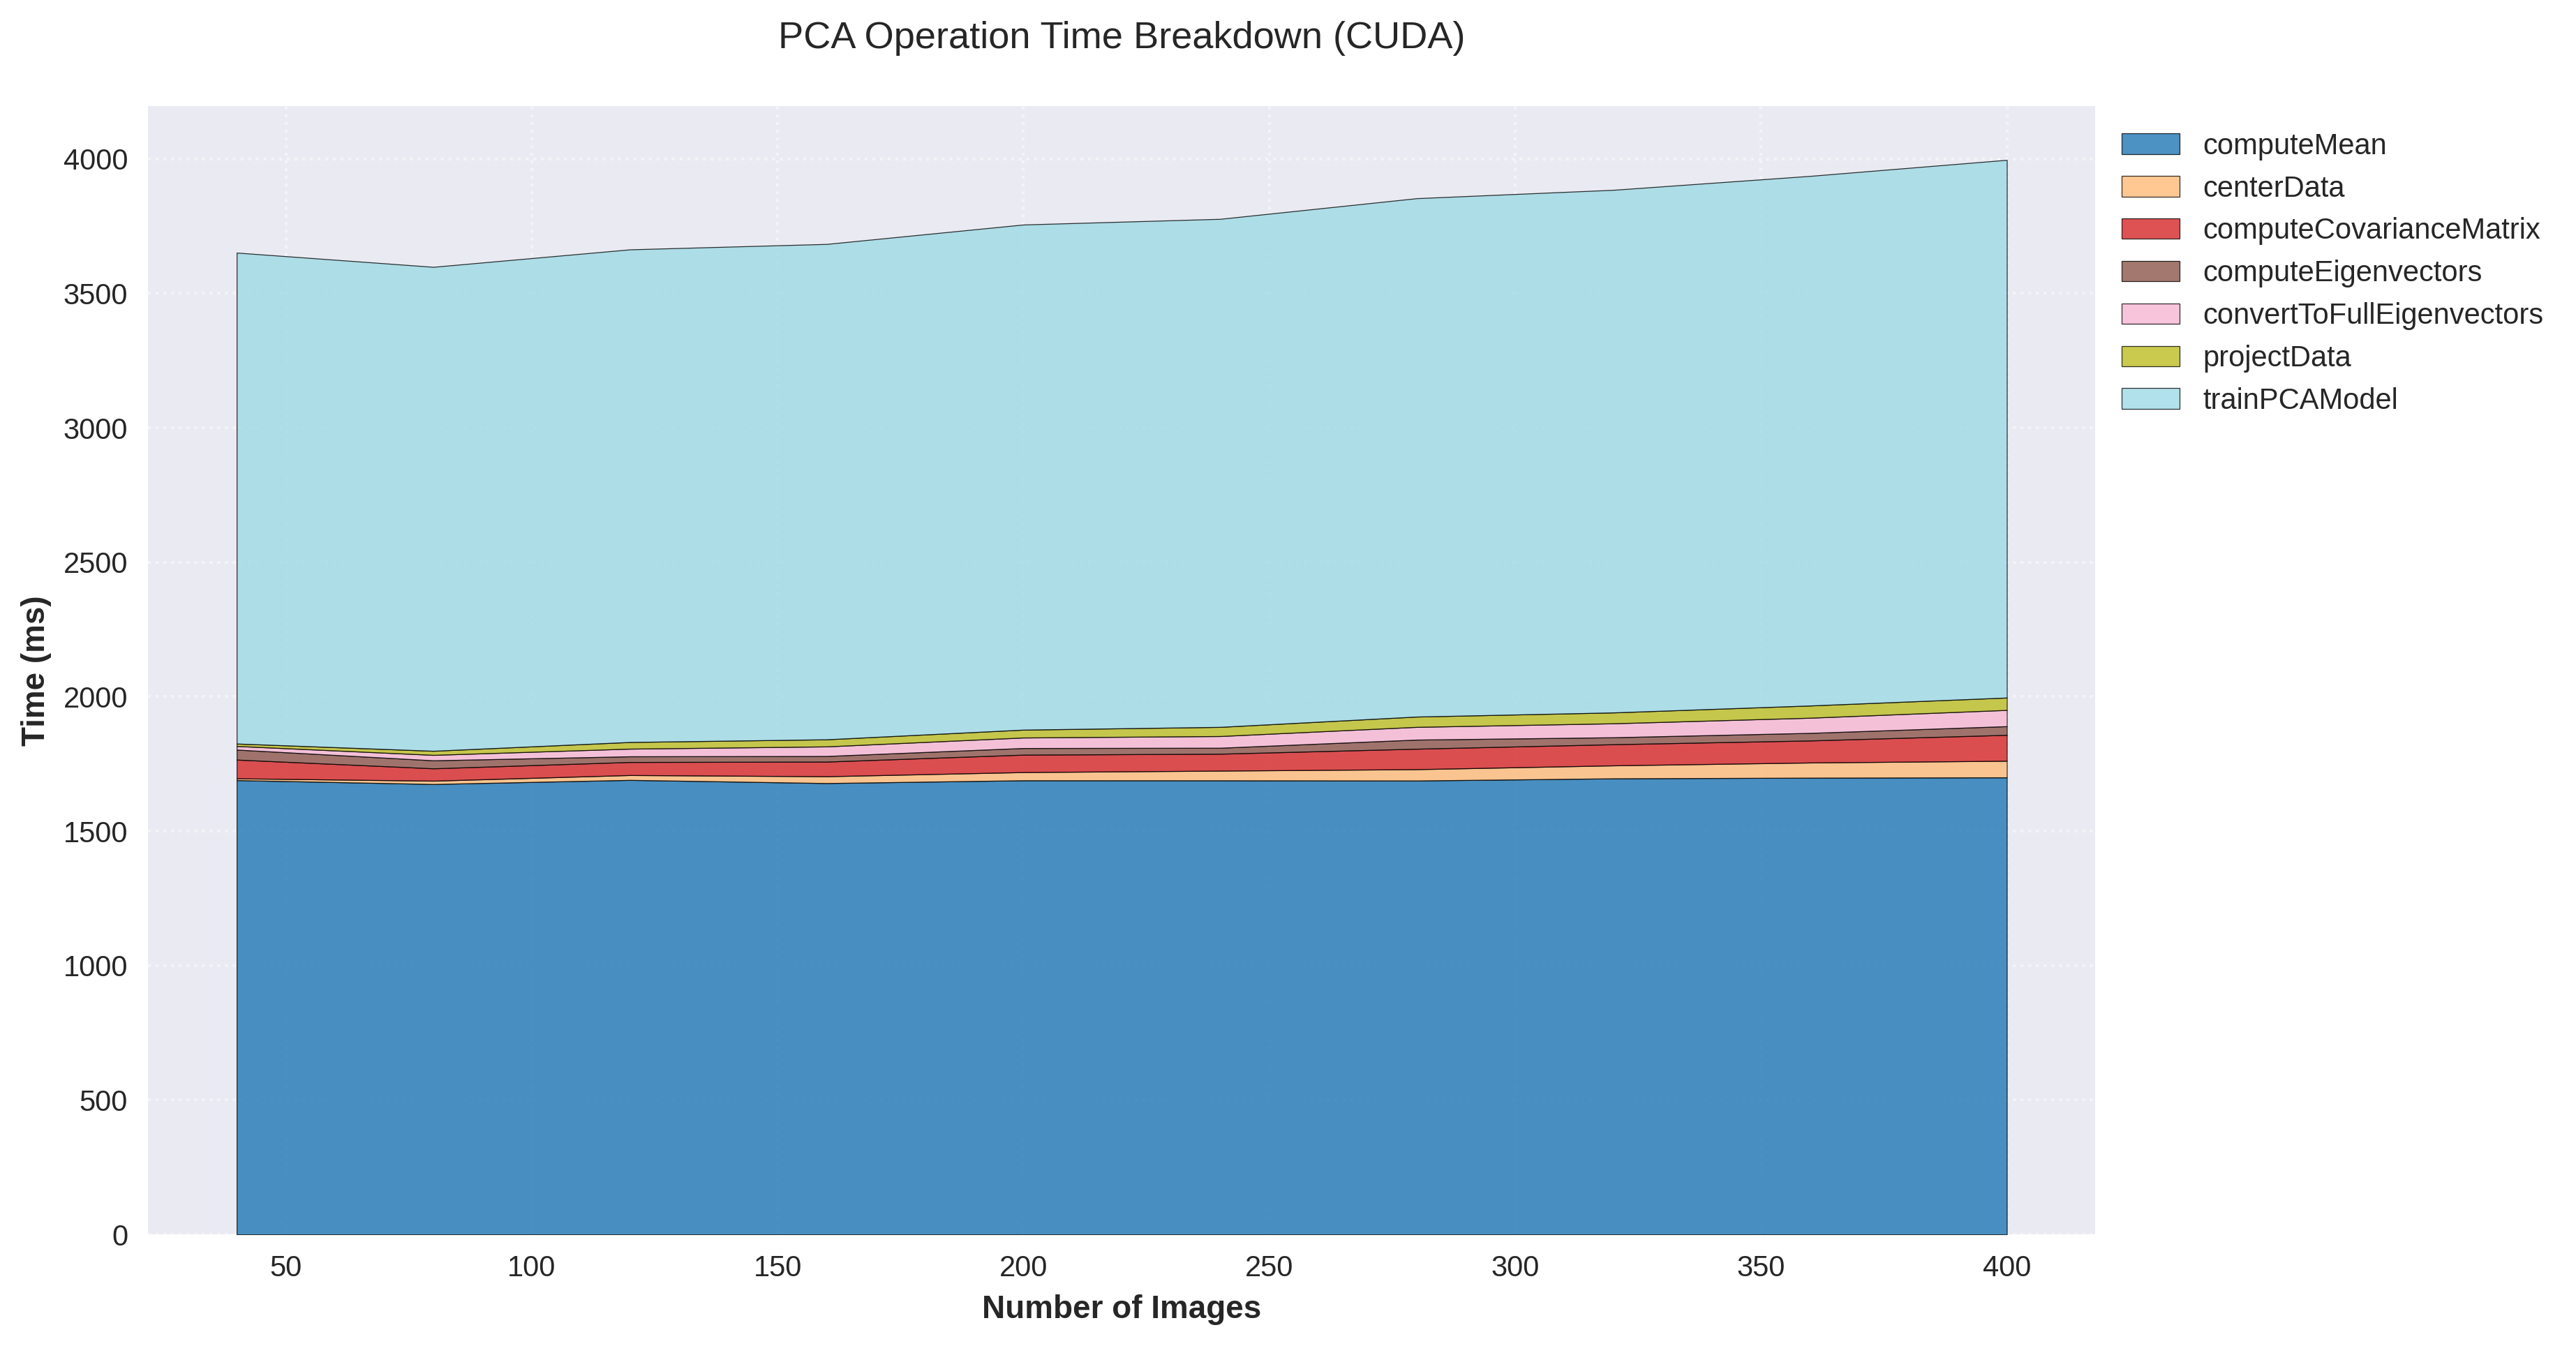 PCA Operation Time Breakdown (CUDA)
computeMean
centerData
computeCovarianceMatrix
computeEigenvectors
convertToFullEigenvectors
projectData
trainPCAModel
Time (ms)
4000
3500
3000
2500
2000
1500
1000
500
0
50 100 150 200 250 300 350 400
Number of Images